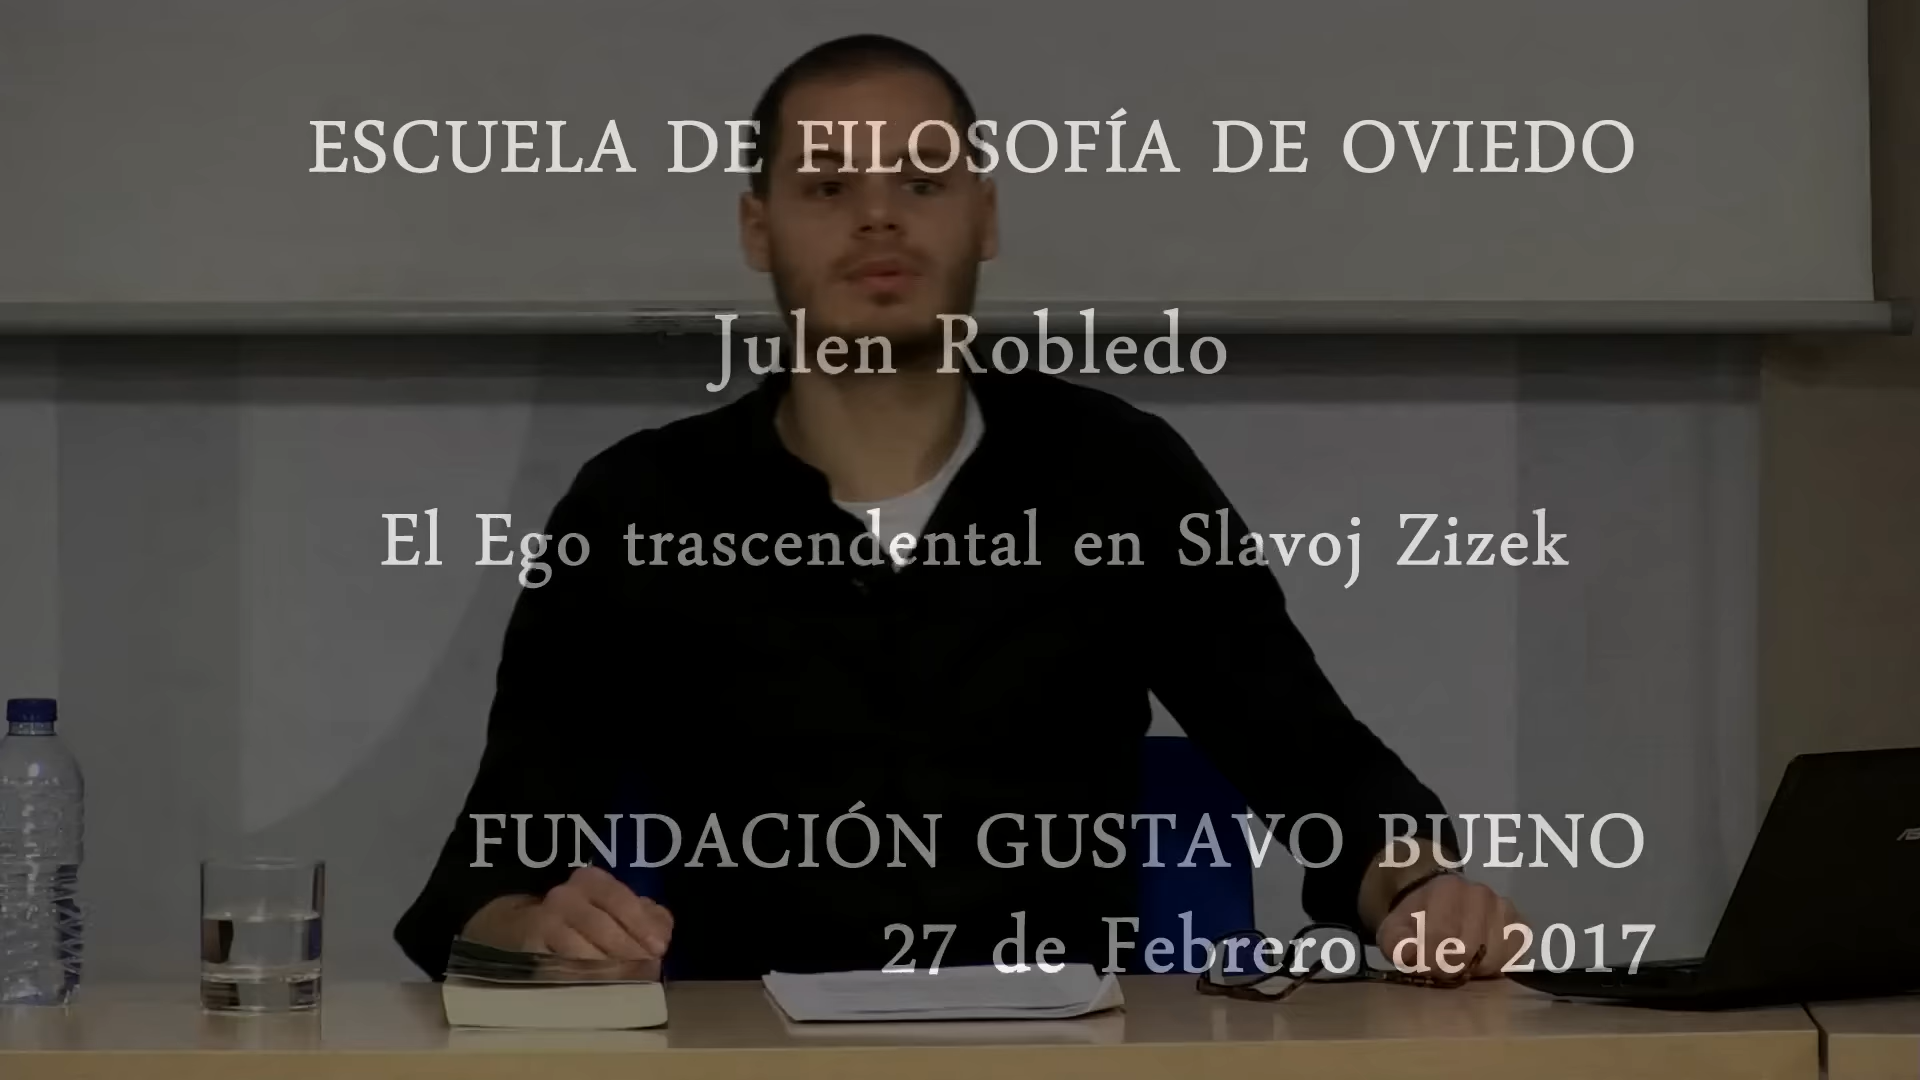 ESCUELA DE FILOSOFÍA DE OVIEDO
Julen Robledo
El Ego trascendental en Slavoj Zizek
FUNDACIÓN GUSTAVO BUENO
27 de Febrero de 2017